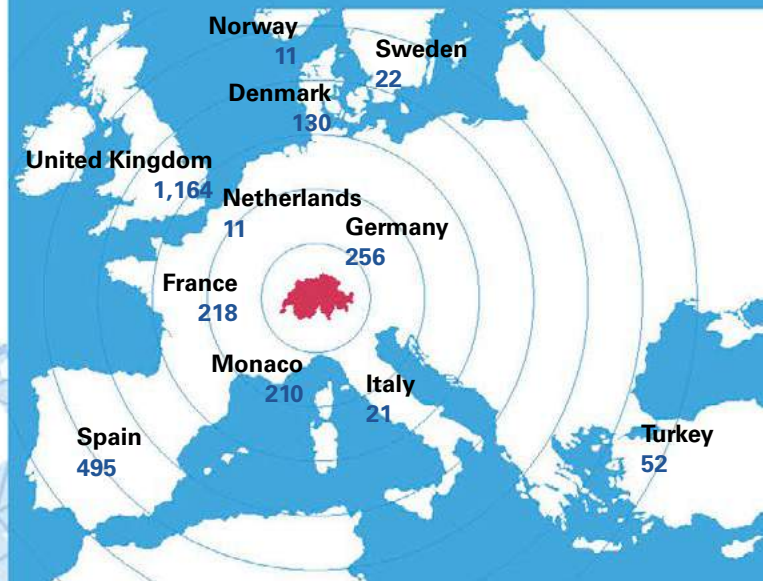 Norway
11
Sweden
22
Denmark
130
United Kingdom
1,164
Netherlands
11
Germany
256
France
218
Monaco
210
Italy
21
Spain
495
Turkey
52